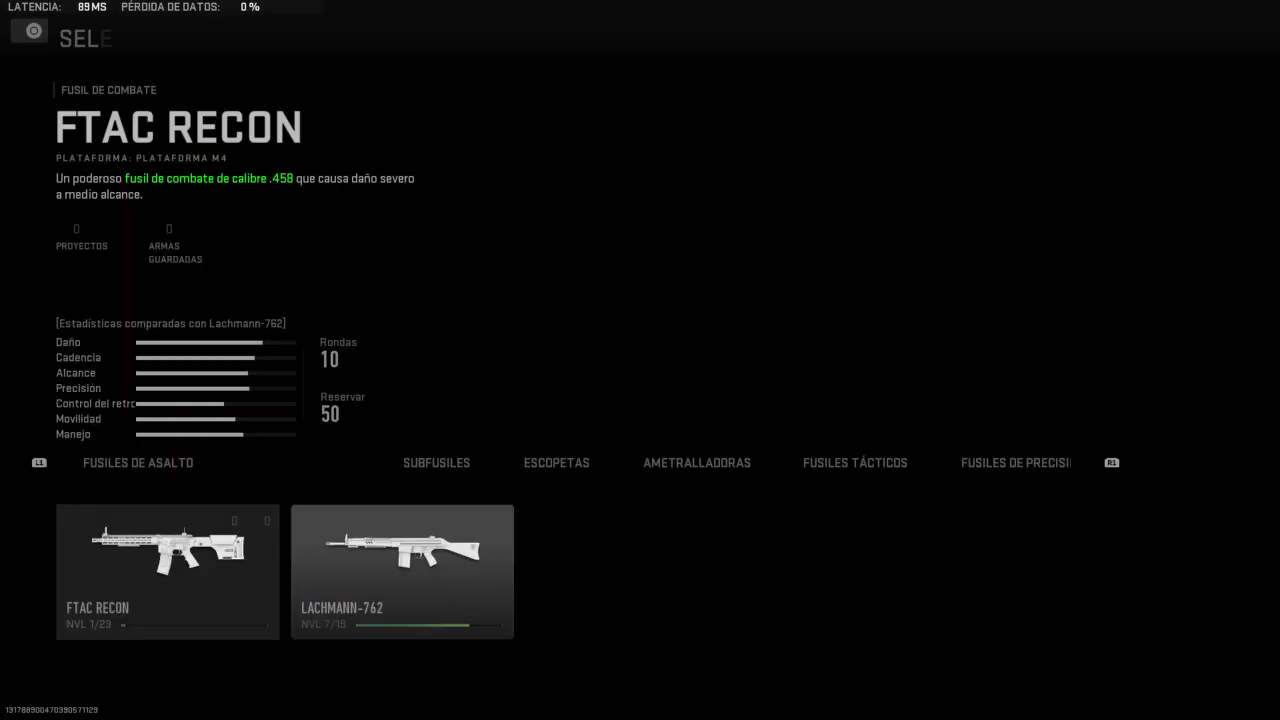 LATENCIA: 89 MS PÉRDIDA DE DATOS: 0 %
SELE
FUSIL DE COMBATE
FTAC RECON
PLATAFORMA: PLATAFORMA M4
Un poderoso fusil de combate de calibre .458 que causa daño severo
a medio alcance.
0 0
PROYECTOS ARMAS
GUARDADAS
[Estadísticas comparadas con Lachmann-762]
Daño
Cadencia
Alcance
Precisión
Control del retro
Movilidad
Manejo
Rondas
10
Reservar
50
L1 FUSILES DE ASALTO SUBFUSILES ESCOPETAS AMETRALLADORAS FUSILES TÁCTICOS FUSILES DE PRECISI R1
FTAC RECON
NVL 1/23
LACHMANN-762
NVL 7/19